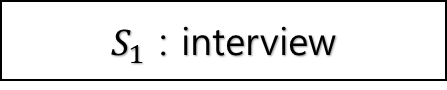 S₁ : interview